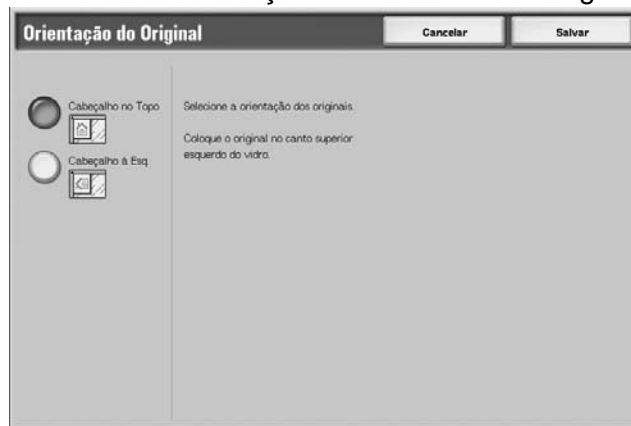 Orientação do Original
Cancelar
Salvar
Cabeçalho no Topo
Selecione a orientação dos originais.
Coloque o original no canto superior
esquerdo do vidro.
Cabeçalho à Esq